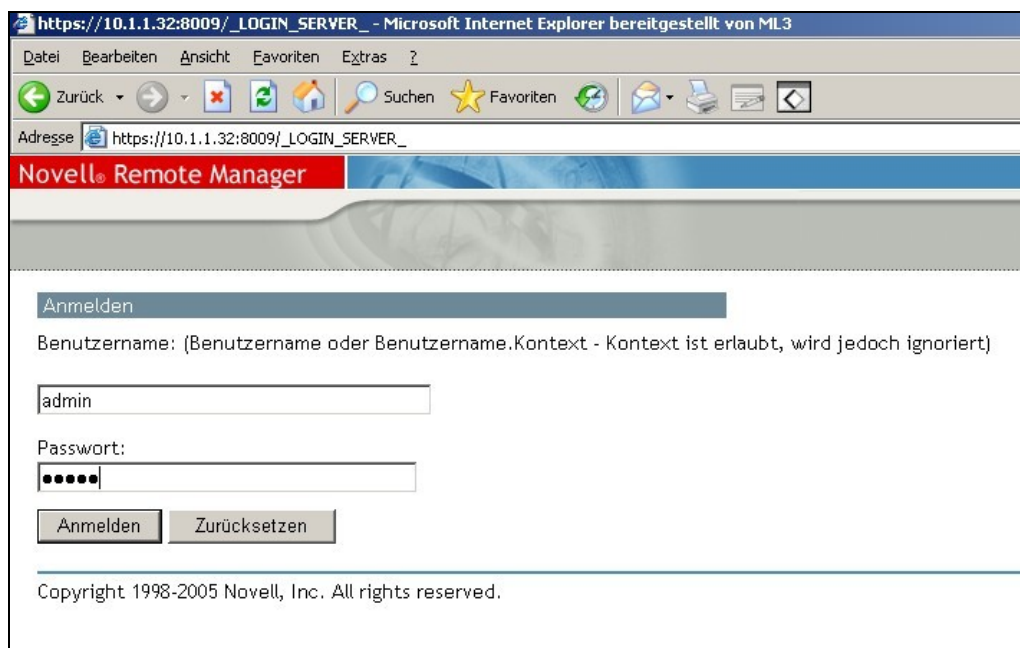 https://10.1.1.32:8009/_LOGIN_SERVER_ - Microsoft Internet Explorer bereitgestellt von ML3
Datei Bearbeiten Ansicht Favoriten Extras ?
Zurück Suchen Favoriten
Adresse https://10.1.1.32:8009/_LOGIN_SERVER_
Novell® Remote Manager
Anmelden
Benutzername: (Benutzername oder Benutzername.Kontext - Kontext ist erlaubt, wird jedoch ignoriert)
admin
Passwort:
●●●●●
Anmelden Zurücksetzen
Copyright 1998-2005 Novell, Inc. All rights reserved.